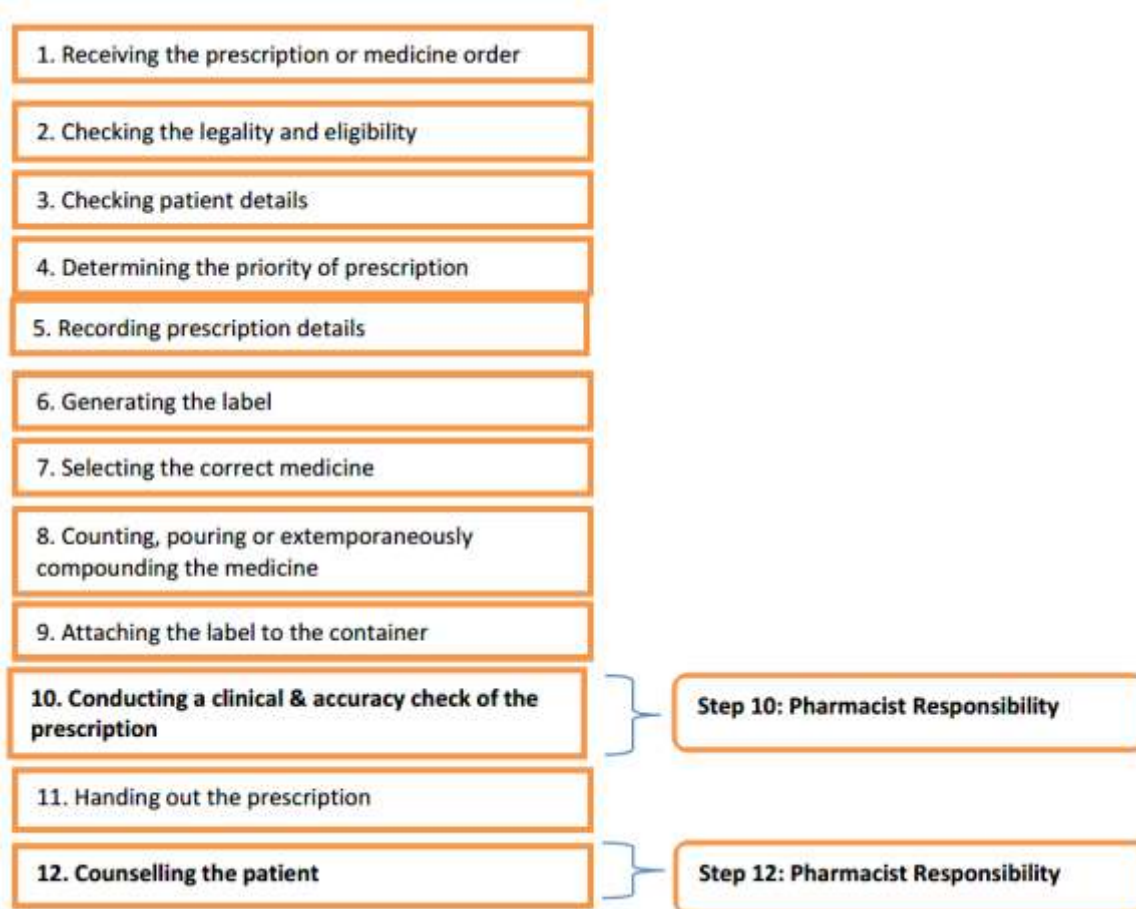 1. Receiving the prescription or medicine order
2. Checking the legality and eligibility
3. Checking patient details
4. Determining the priority of prescription
5. Recording prescription details
6. Generating the label
7. Selecting the correct medicine
8. Counting, pouring or extemporaneously
compounding the medicine
9. Attaching the label to the container
10. Conducting a clinical & accuracy check of the
prescription
Step 10: Pharmacist Responsibility
11. Handing out the prescription
12. Counselling the patient
Step 12: Pharmacist Responsibility